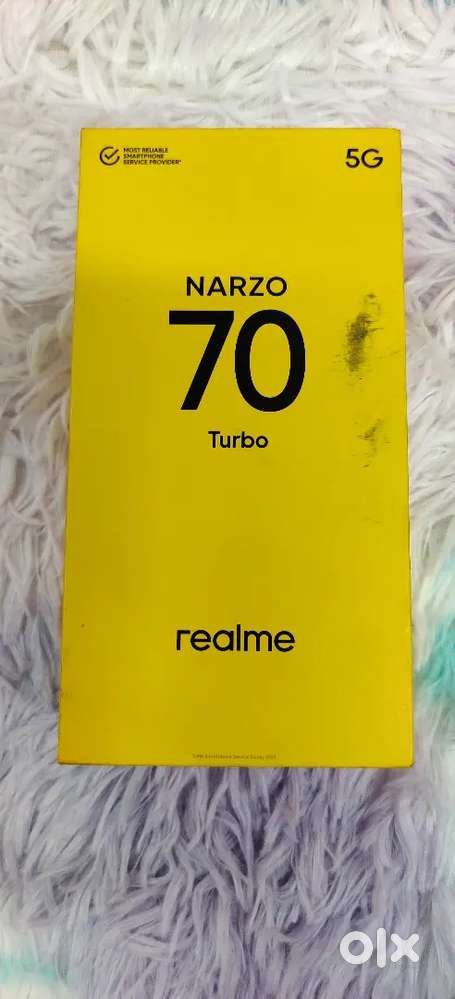 MOST RELIABLE
SMARTPHONE
SERVICE PROVIDER*
5G
NARZO
70
Turbo
realme
olx